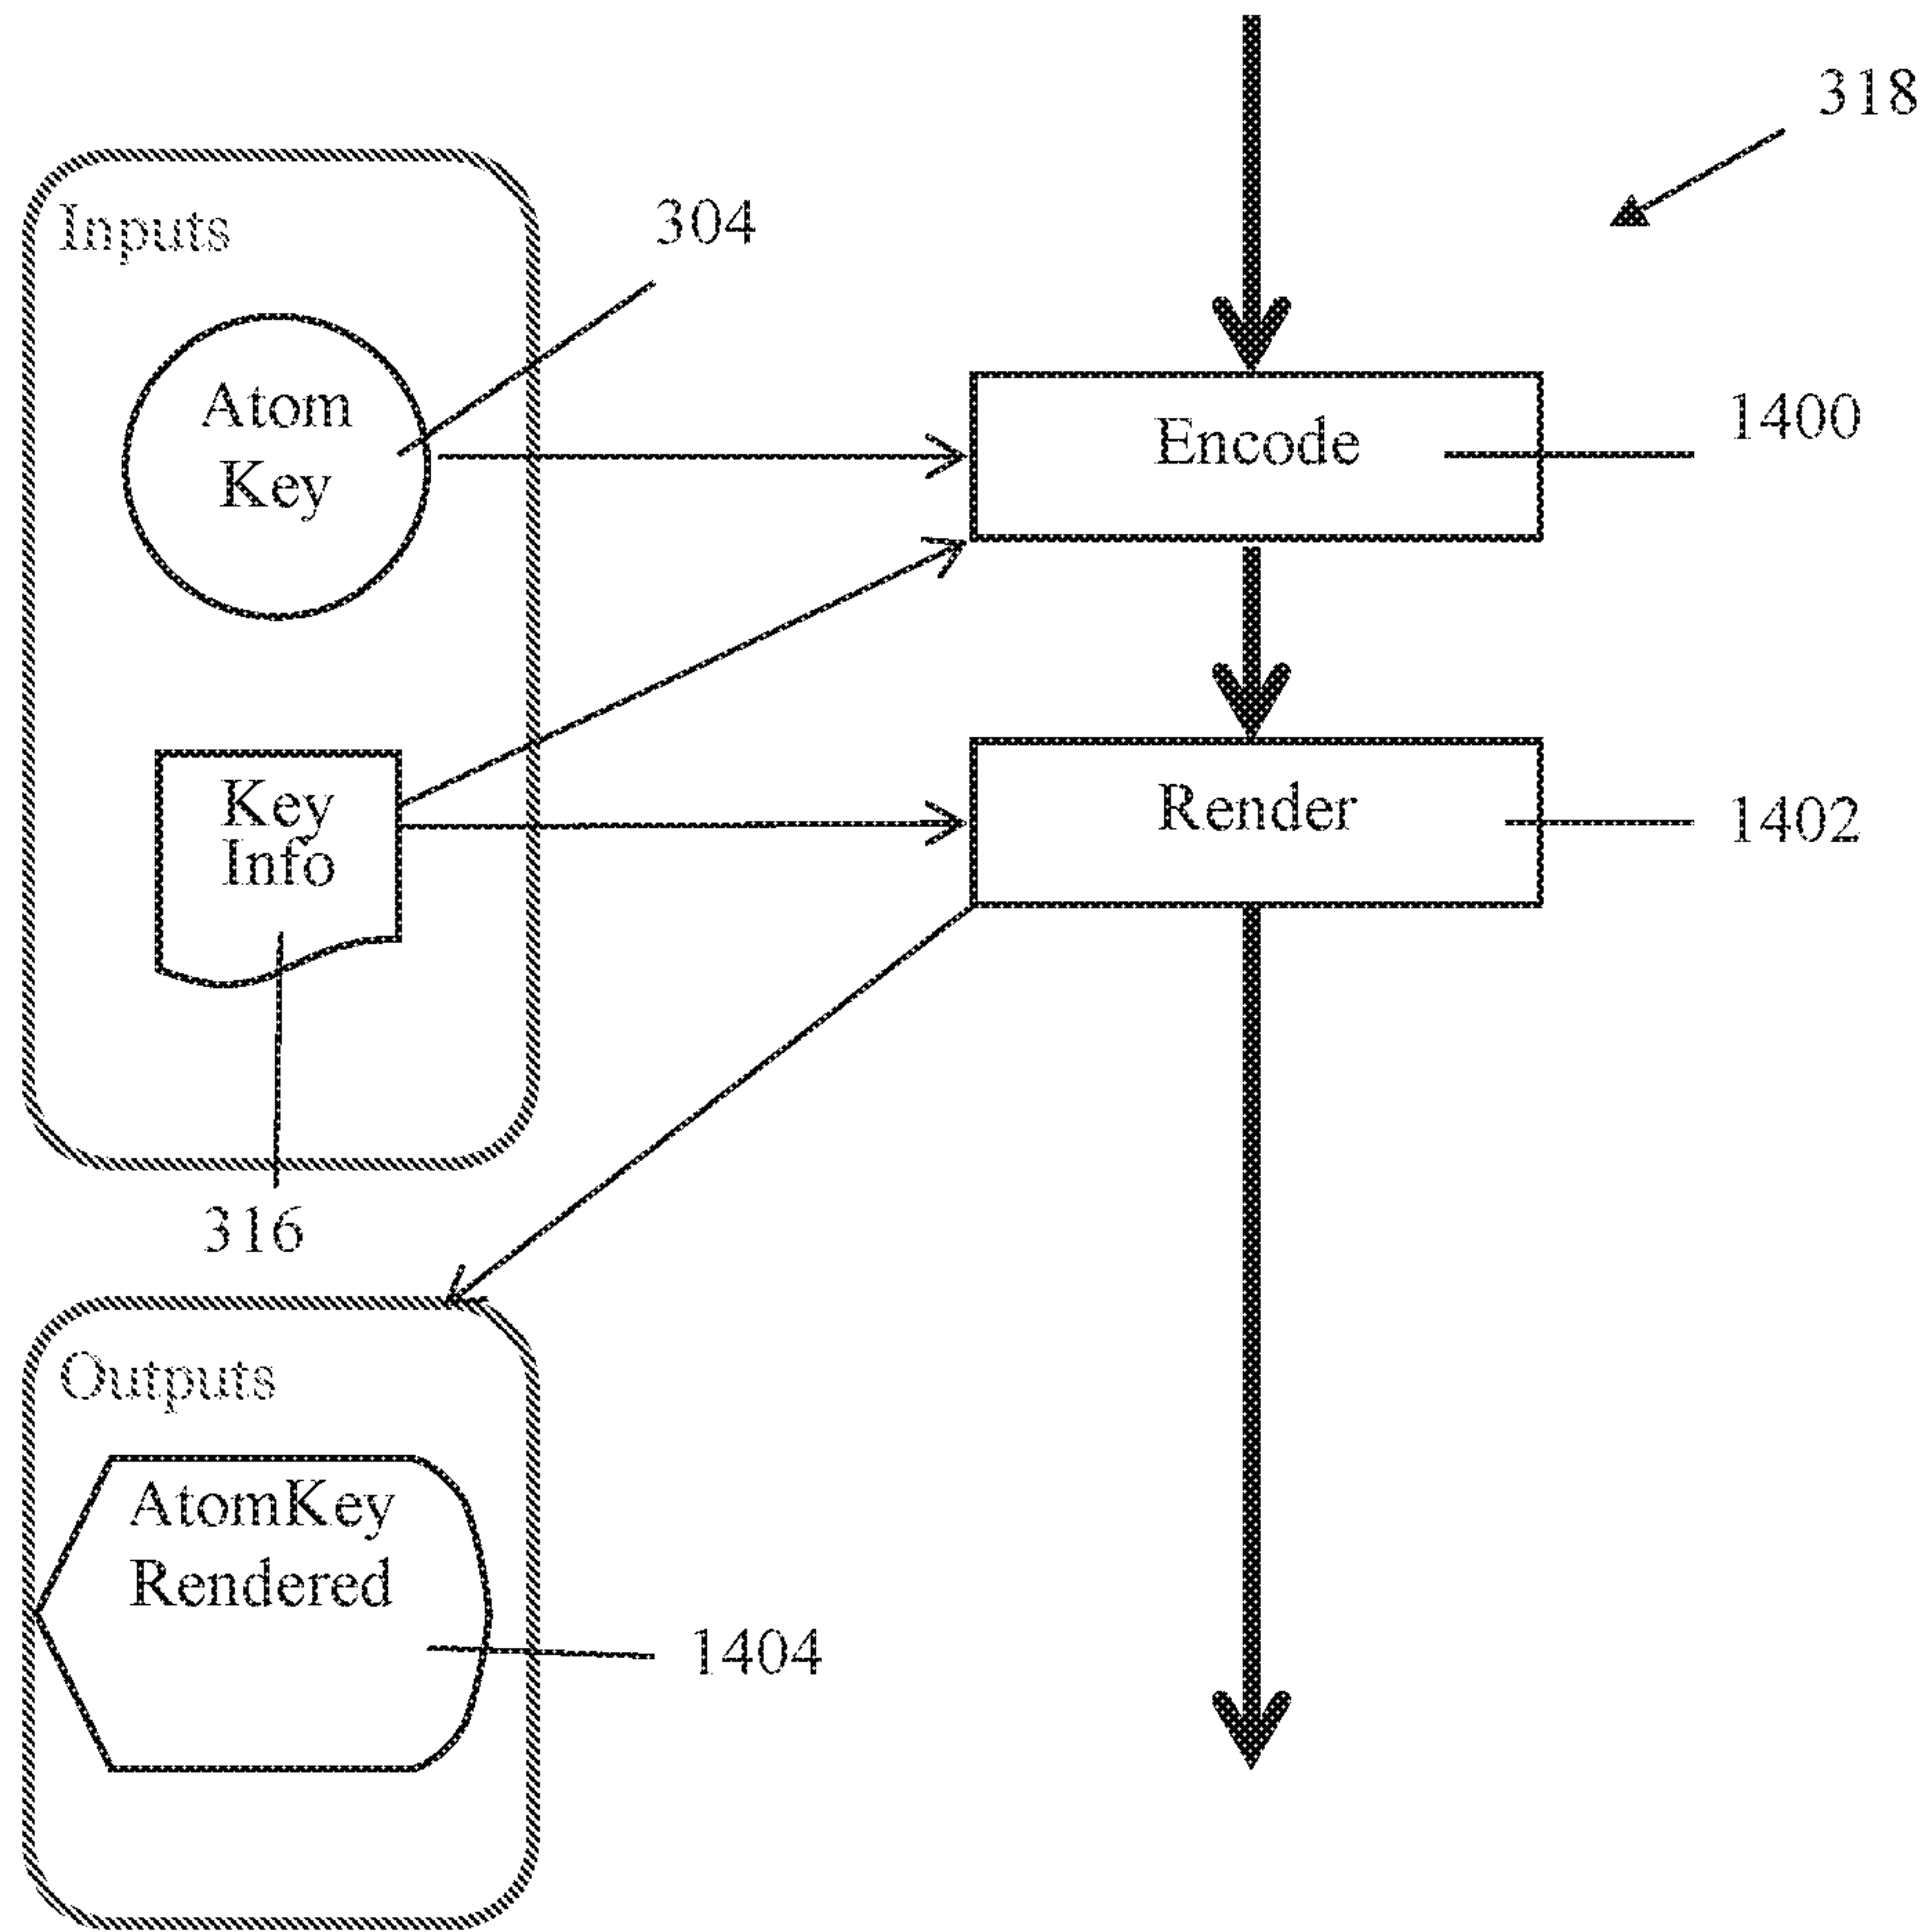 318
Inputs
304
Atom
Key
Encode
1400
Key
Info
Render
1402
316
Outputs
AtomKey
Rendered
1404